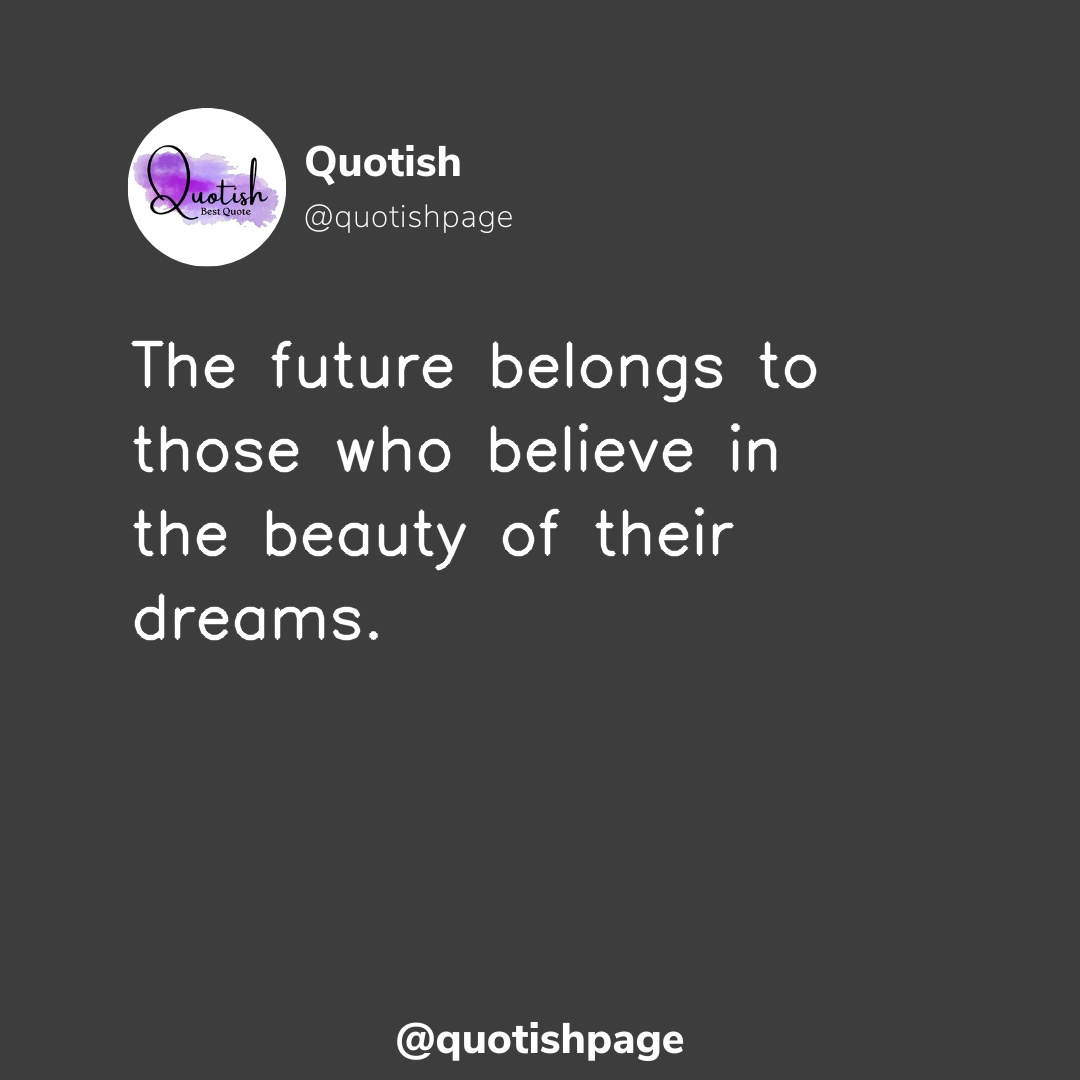 Quotish
Best Quote
Quotish
@quotishpage
The future belongs to
those who believe in
the beauty of their
dreams.
@quotishpage